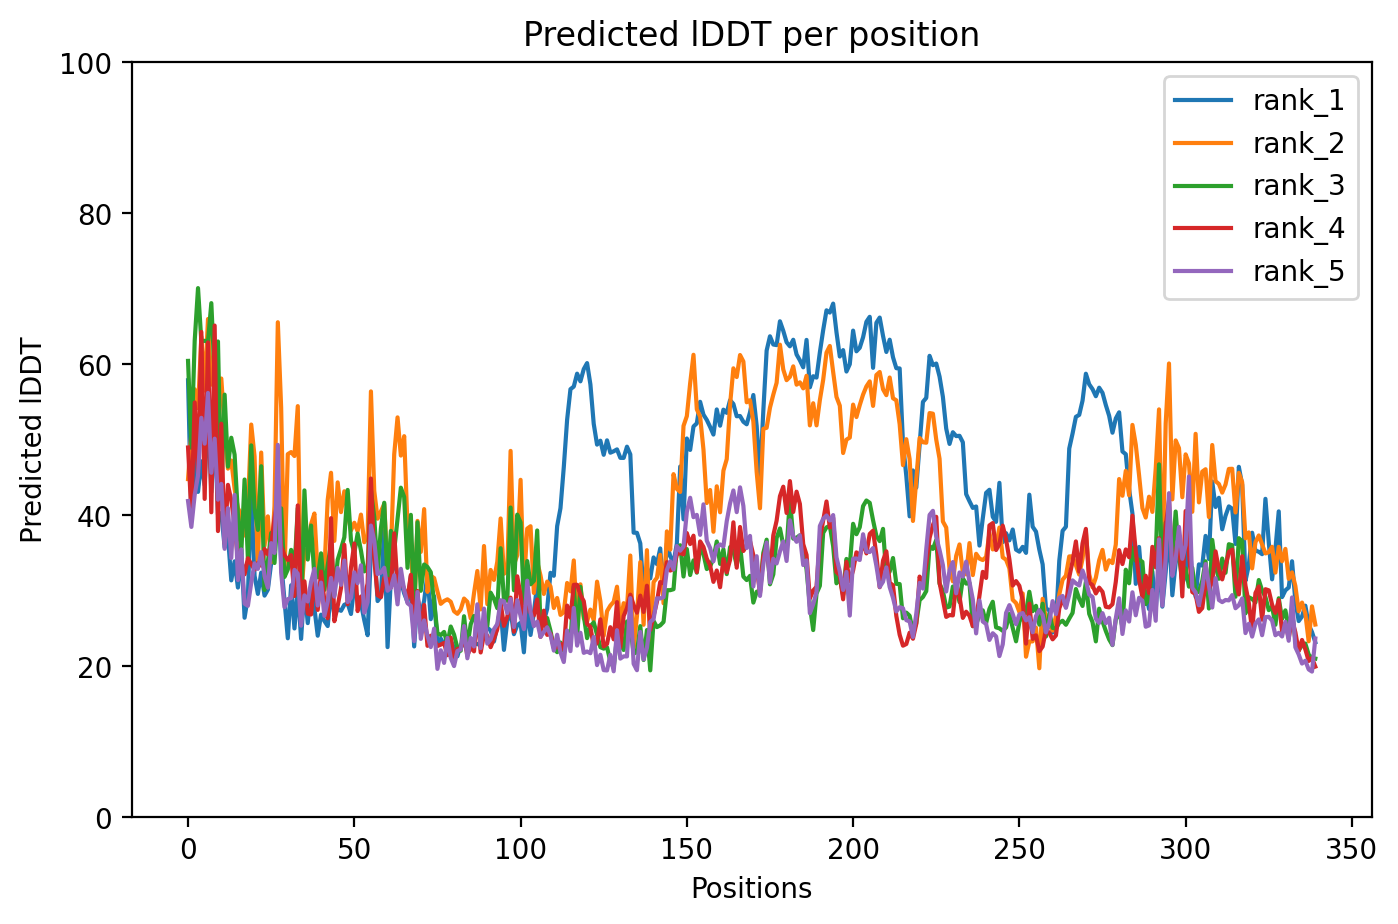 Predicted lDDT per position
100
80
60
40
20
0
Predicted lDDT
0 50 100 150 200 250 300 350
Positions
rank_1
rank_2
rank_3
rank_4
rank_5